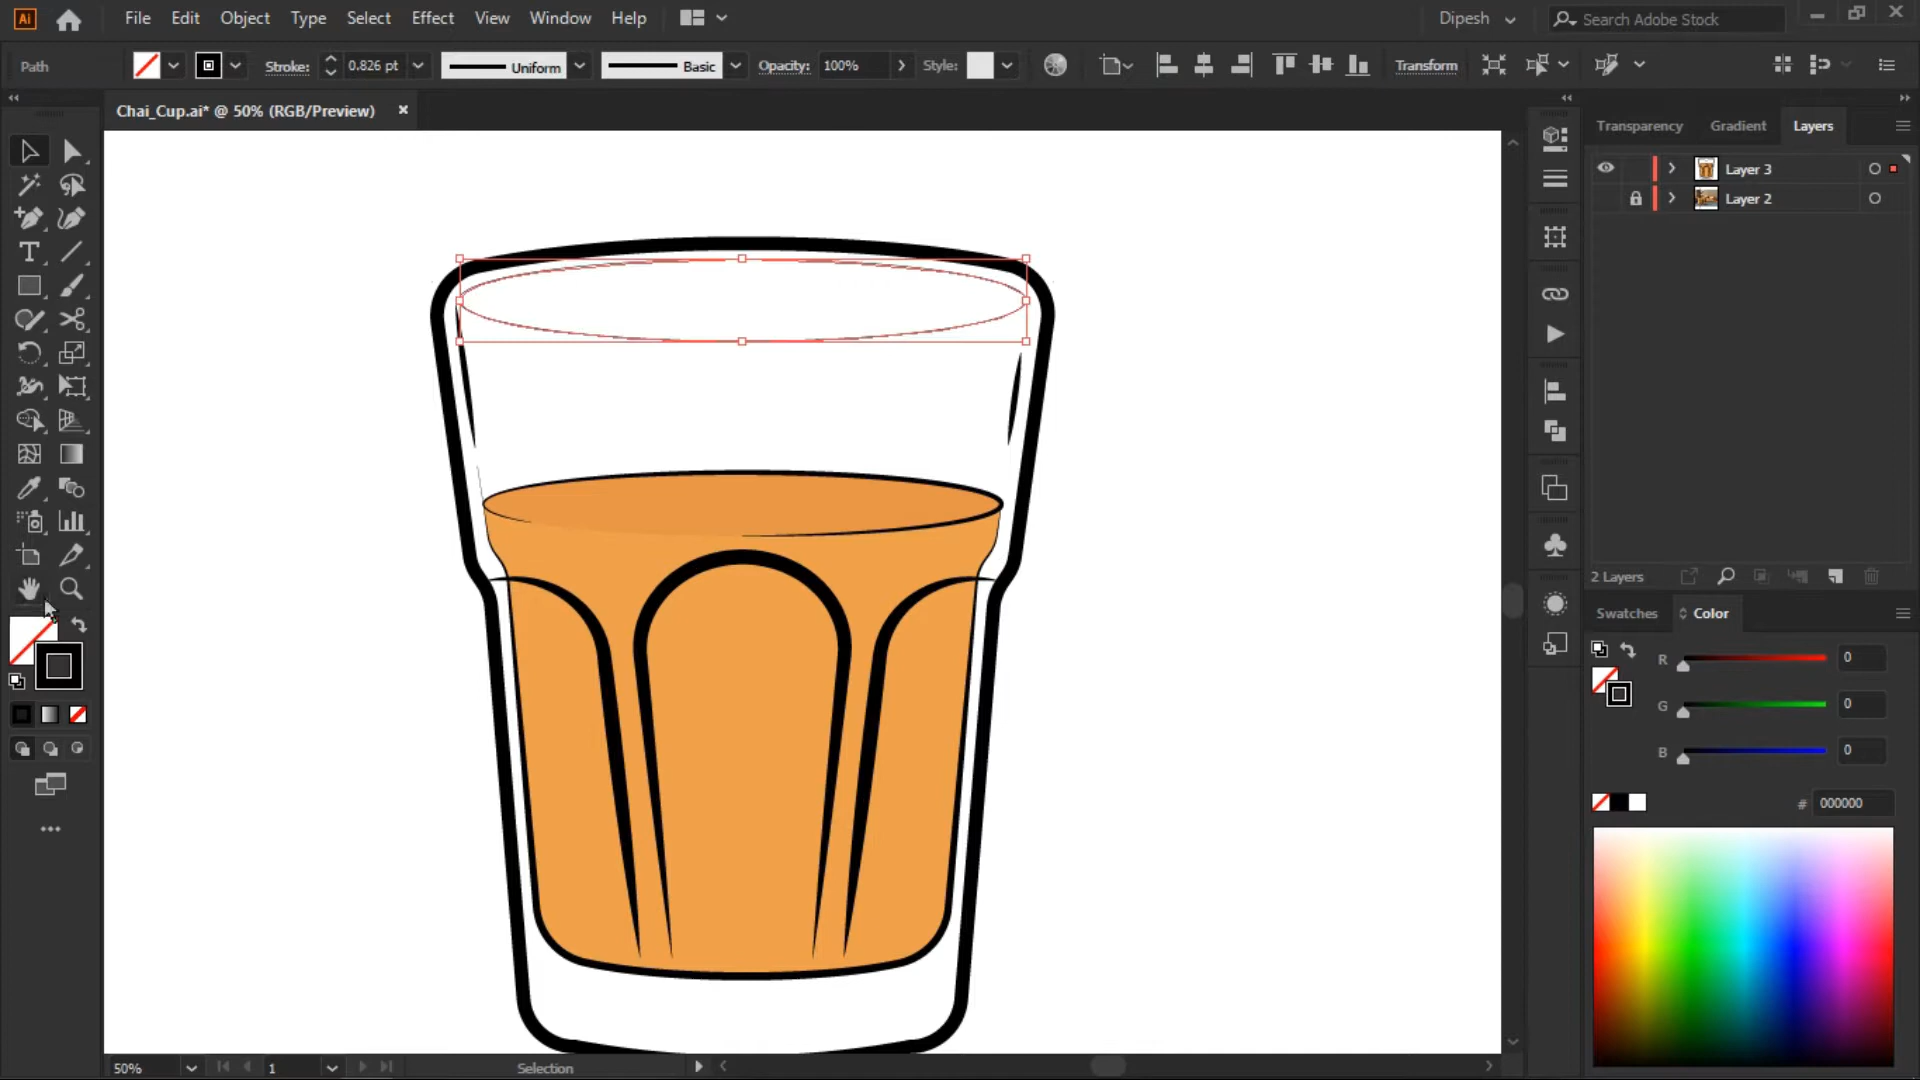 Ai File Edit Object Type Select Effect View Window Help Dipesh Search Adobe Stock
Path Stroke: 0.826 pt Uniform Basic Opacity: 100% Style: Transform
Chai_Cup.ai* @ 50% (RGB/Preview)
Transparency Gradient Layers
Layer 3
Layer 2
2 Layers
Swatches Color
R 0
G 0
B 0
# 000000
50% 1 Selection